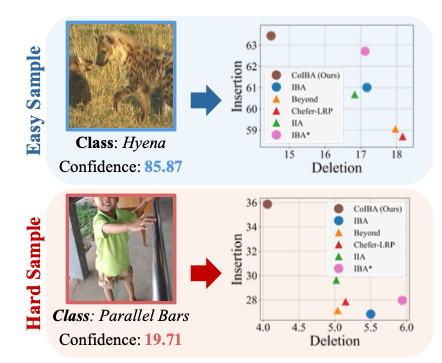 Easy Sample
Class: Hyena
Confidence: 85.87
Insertion
63
62
61
60
59
CoIBA (Ours)
IBA
Beyond
Chefer-LRP
IIA
IBA*
15 16 17 18
Deletion
Hard Sample
Class: Parallel Bars
Confidence: 19.71
Insertion
36
34
32
30
28
CoIBA (Ours)
IBA
Beyond
Chefer-LRP
IIA
IBA*
4.0 4.5 5.0 5.5 6.0
Deletion